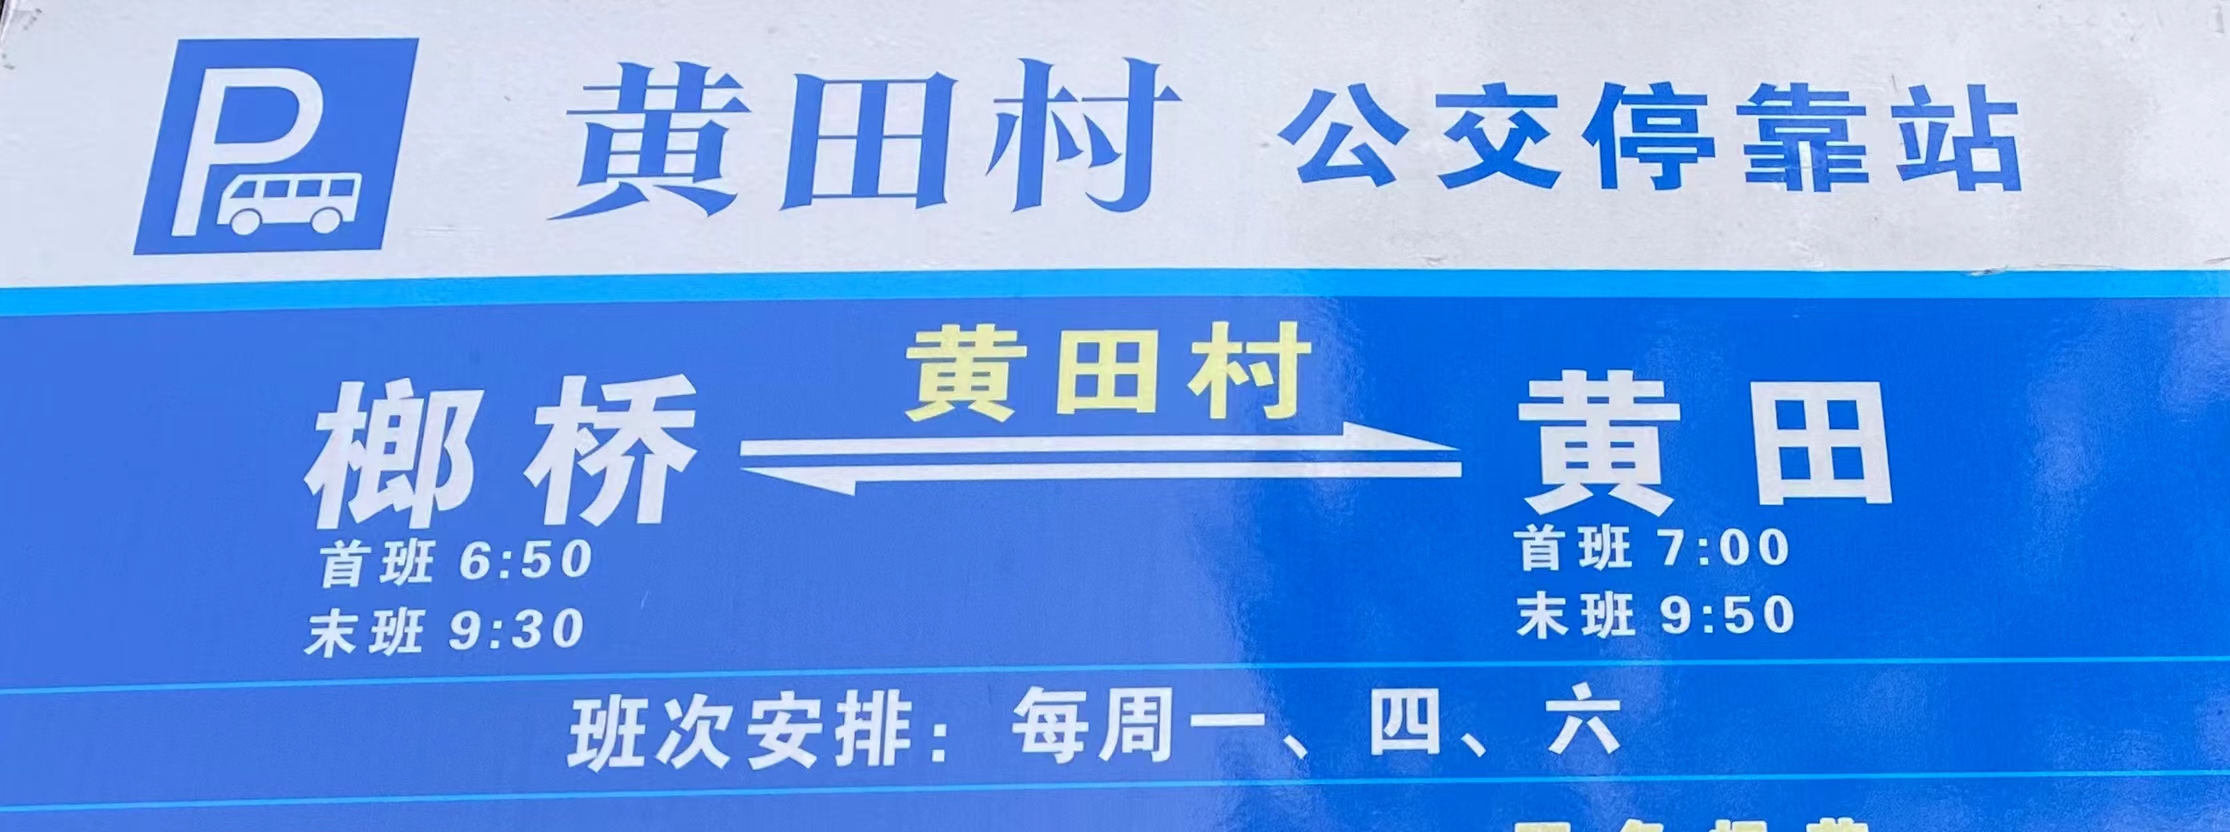 P 黄田村 公交停靠站
黄田村
榔桥 黄田
首班 6:50 首班 7:00
末班 9:30 末班 9:50
班次安排：每周一、四、六